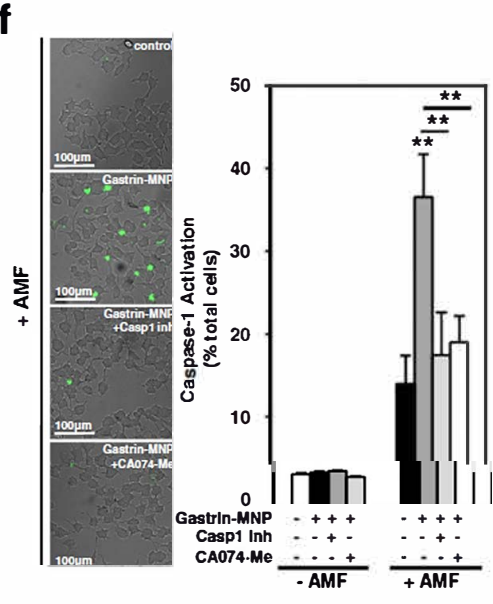 f
control
100µm
Gastrin-MNP
100µm
Gastrin-MNP
+Casp1 inh
100µm
Gastrin-MNP
+CA074-Me
100µm
+ AMF
Caspase-1 Activation
(% total cells)
50
40
30
20
10
0
**
**
**
Gastrin-MNP - + + + - + + +
Casp1 inh - - + - - - + -
CA074-Me - - - + - - - +
- AMF + AMF